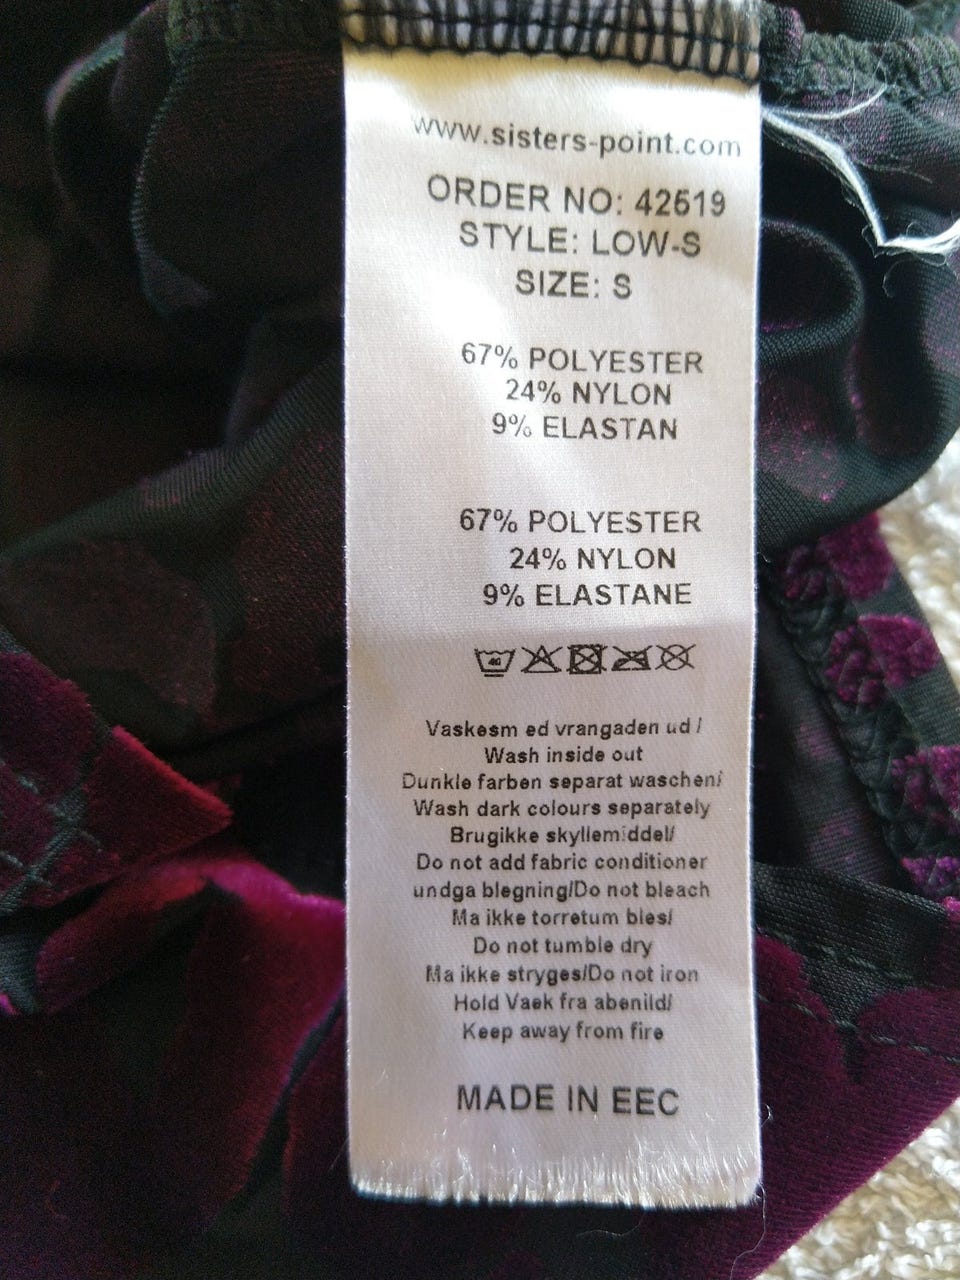 www.sisters-point.com
ORDER NO: 42519
STYLE: LOW-S
SIZE: S
67% POLYESTER
24% NYLON
9% ELASTAN
67% POLYESTER
24% NYLON
9% ELASTANE
40
Vaskesm ed vrangaden ud /
Wash inside out
Dunkle farben separat waschen/
Wash dark colours separately
Brugikke skyllemiddel/
Do not add fabric conditioner
undga blegning/Do not bleach
Ma ikke torretum bles/
Do not tumble dry
Ma ikke stryges/Do not iron
Hold Vaek fra abenild/
Keep away from fire
MADE IN EEC